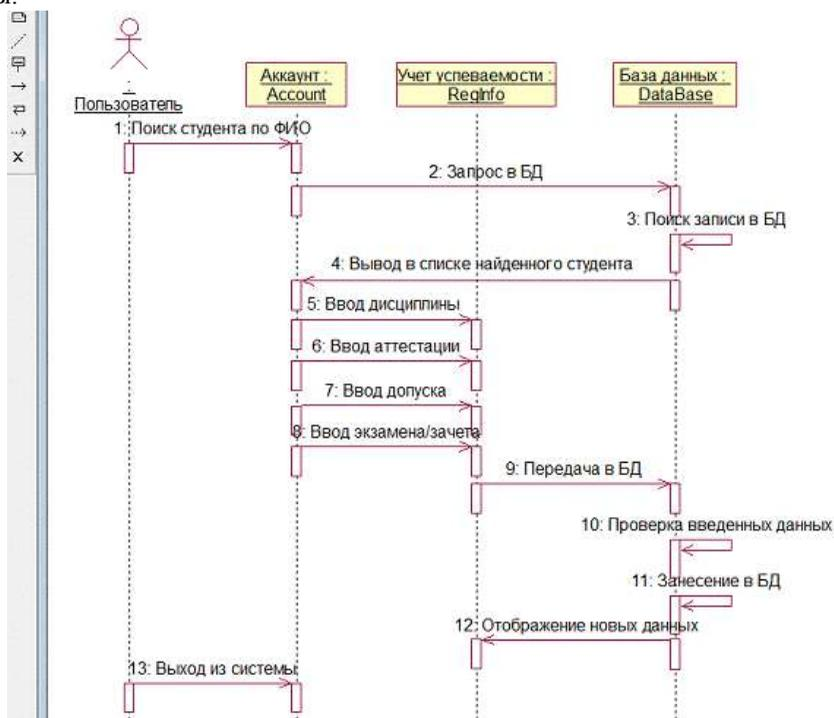 Аккаунт :
Account
Учет успеваемости :
RegInfo
База данных :
DataBase
:
Пользователь
1: Поиск студента по ФИО
2: Запрос в БД
3: Поиск записи в БД
4: Вывод в списке найденного студента
5: Ввод дисциплины
6: Ввод аттестации
7: Ввод допуска
8: Ввод экзамена/зачета
9: Передача в БД
10: Проверка введенных данных
11: Занесение в БД
12: Отображение новых данных
13: Выход из системы